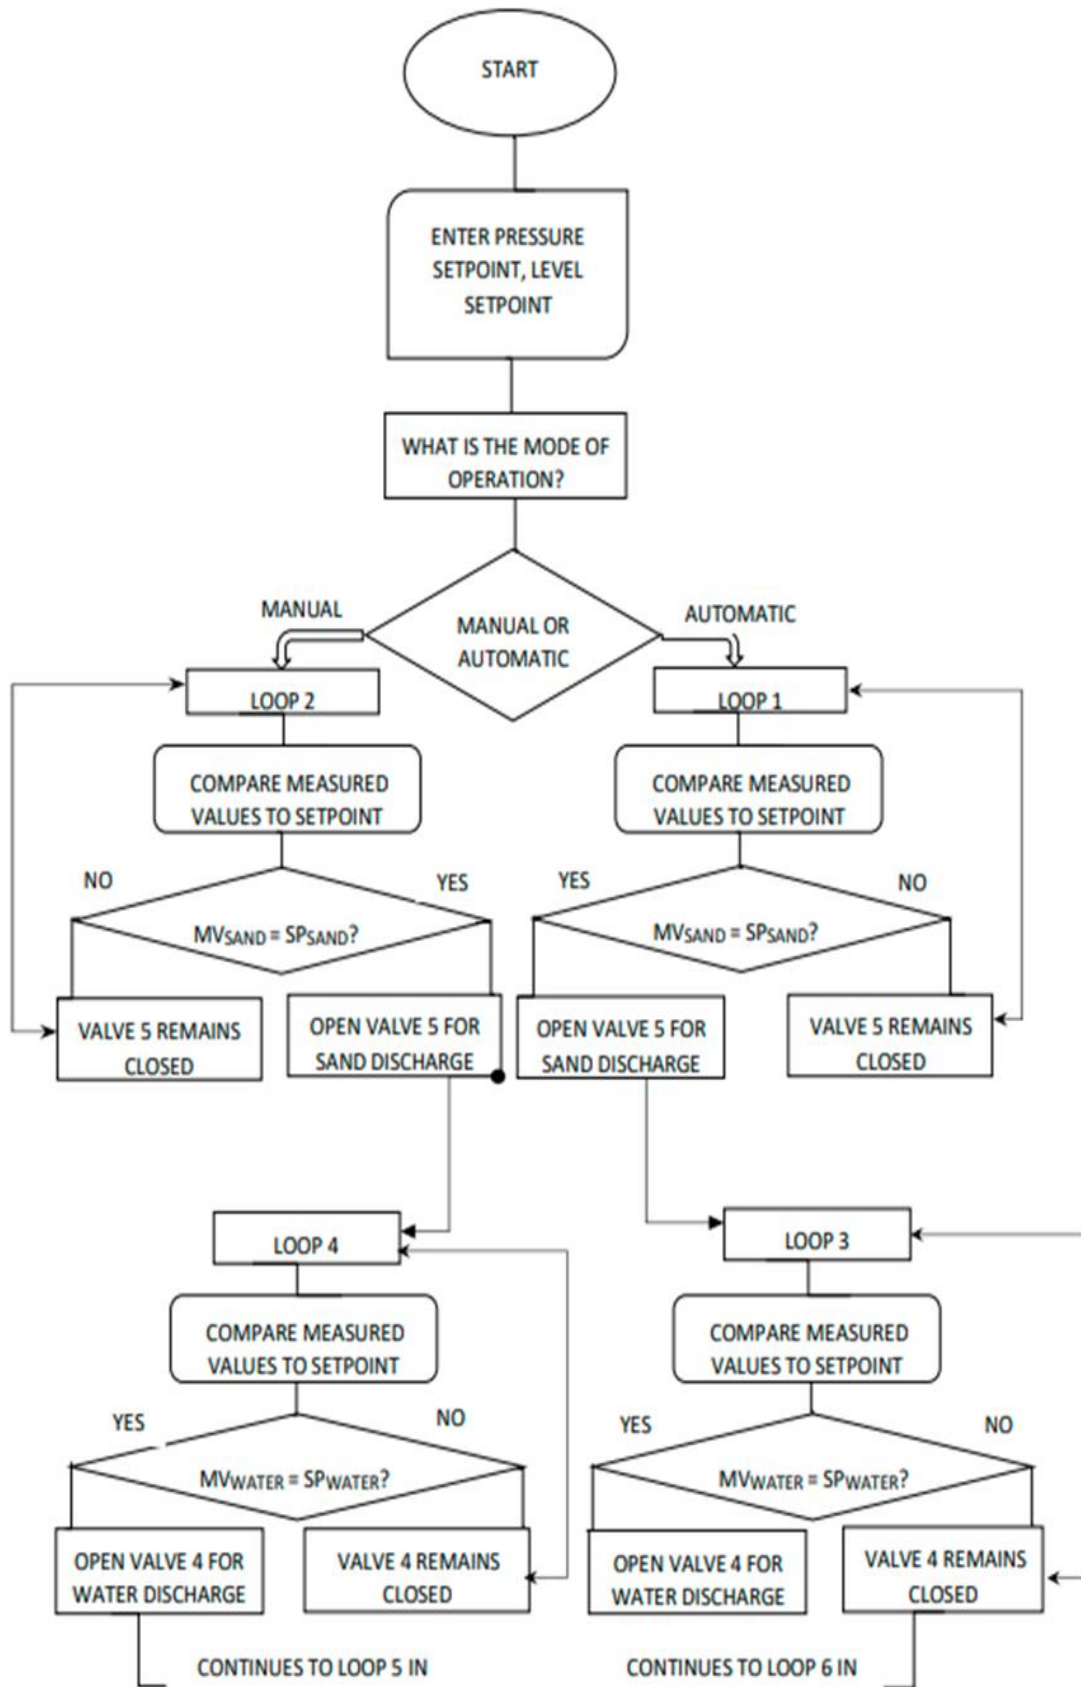 START
ENTER PRESSURE
SETPOINT, LEVEL
SETPOINT
WHAT IS THE MODE OF
OPERATION?
MANUAL
MANUAL OR
AUTOMATIC
AUTOMATIC
LOOP 2
LOOP 1
COMPARE MEASURED
VALUES TO SETPOINT
COMPARE MEASURED
VALUES TO SETPOINT
NO
YES
MVSAND = SPSAND?
YES
NO
MVSAND = SPSAND?
VALVE 5 REMAINS
CLOSED
OPEN VALVE 5 FOR
SAND DISCHARGE
OPEN VALVE 5 FOR
SAND DISCHARGE
VALVE 5 REMAINS
CLOSED
LOOP 4
LOOP 3
COMPARE MEASURED
VALUES TO SETPOINT
COMPARE MEASURED
VALUES TO SETPOINT
YES
NO
MVWATER = SPWATER?
YES
NO
MVWATER = SPWATER?
OPEN VALVE 4 FOR
WATER DISCHARGE
VALVE 4 REMAINS
CLOSED
OPEN VALVE 4 FOR
WATER DISCHARGE
VALVE 4 REMAINS
CLOSED
CONTINUES TO LOOP 5 IN
CONTINUES TO LOOP 6 IN